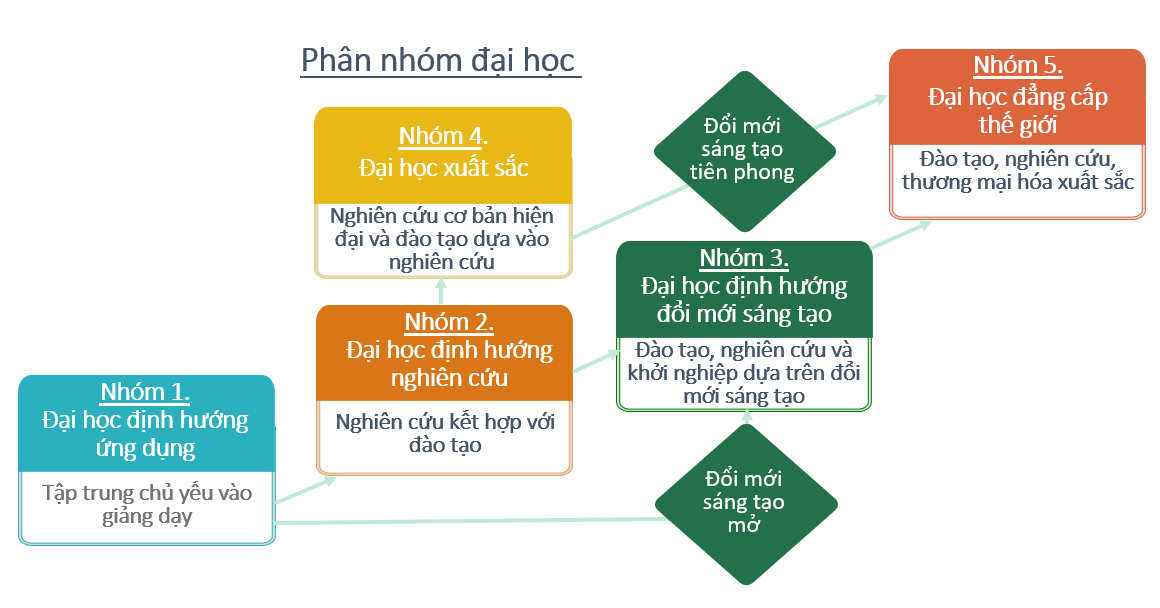 Phân nhóm đại học
Nhóm 1.
Đại học định hướng
ứng dụng
Tập trung chủ yếu vào
giảng dạy
Nhóm 2.
Đại học định hướng
nghiên cứu
Nghiên cứu kết hợp với
đào tạo
Nhóm 4.
Đại học xuất sắc
Nghiên cứu cơ bản hiện
đại và đào tạo dựa vào
nghiên cứu
Đổi mới
sáng tạo
tiên phong
Nhóm 3.
Đại học định hướng
đổi mới sáng tạo
Đào tạo, nghiên cứu và
khởi nghiệp dựa trên đổi
mới sáng tạo
Đổi mới
sáng tạo
mở
Nhóm 5.
Đại học đẳng cấp
thế giới
Đào tạo, nghiên cứu,
thương mại hóa xuất sắc